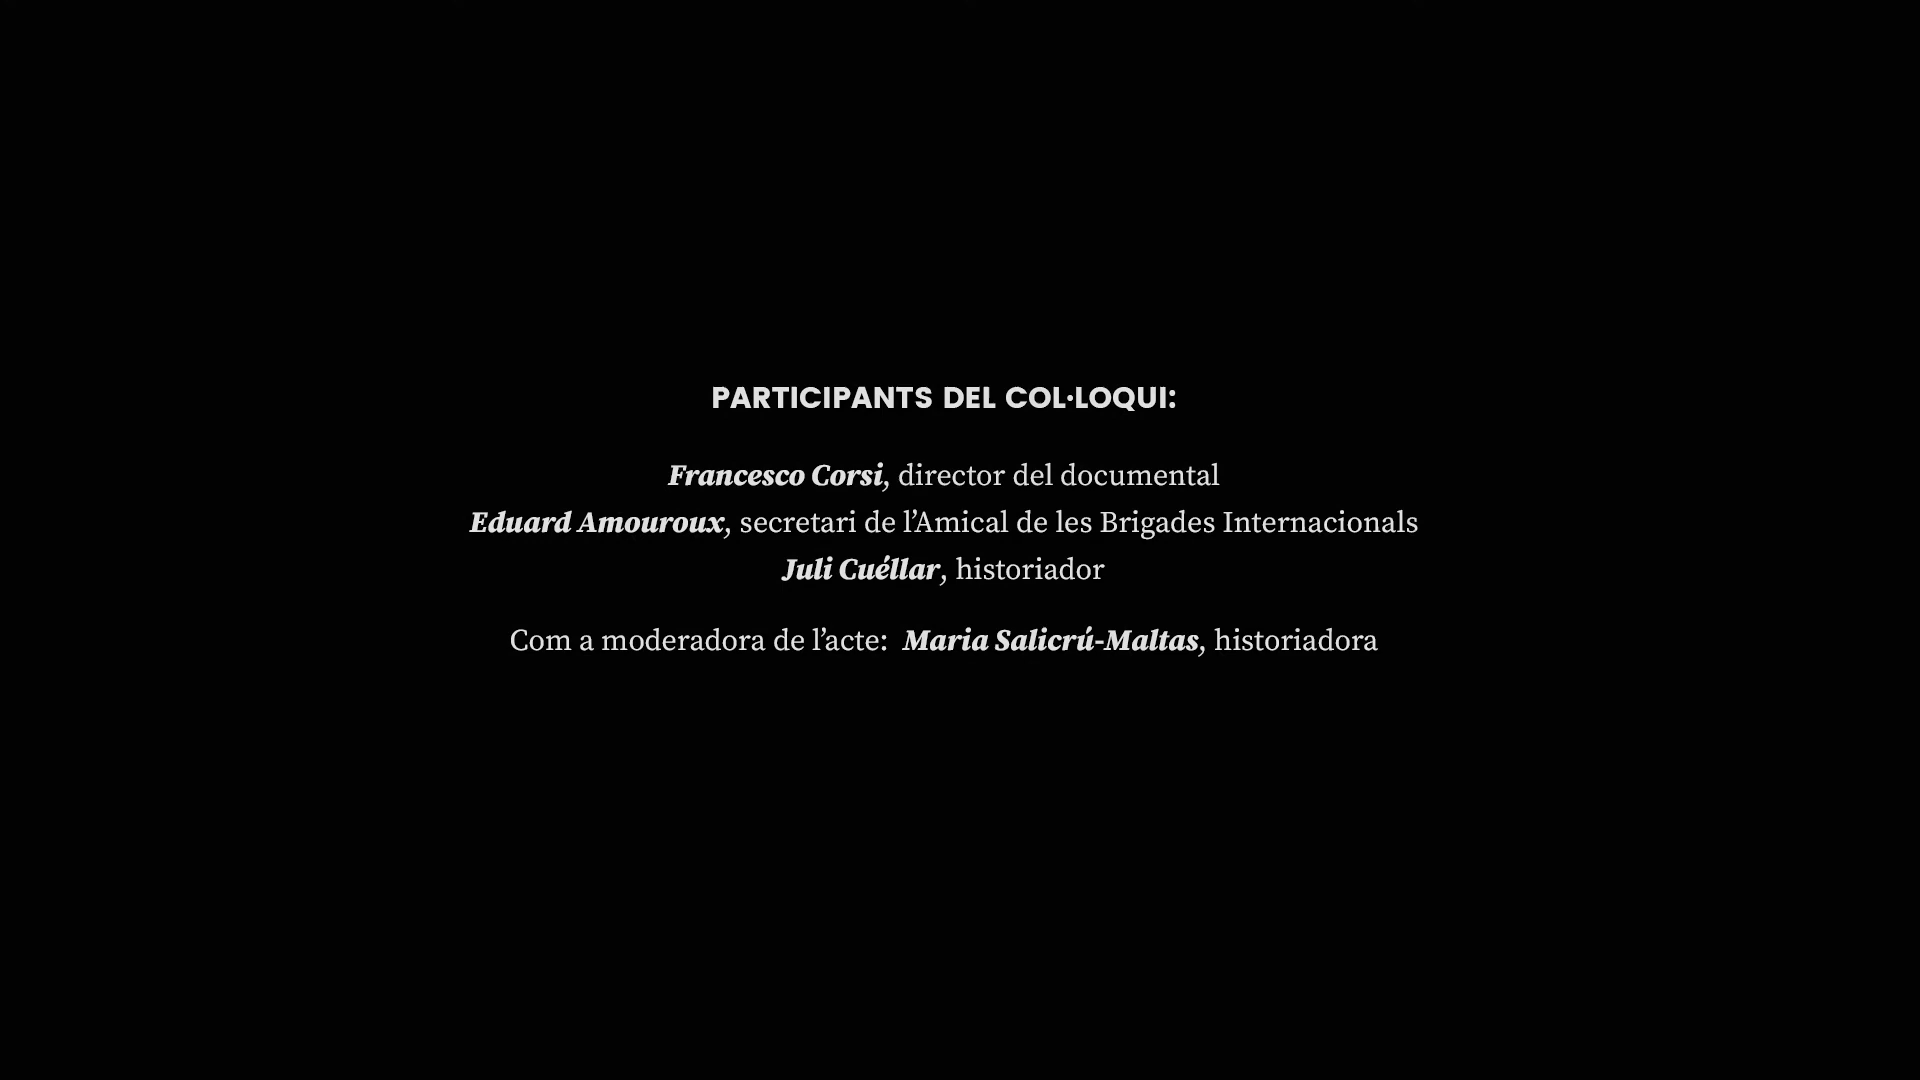 PARTICIPANTS DEL COL·LOQUI:
Francesco Corsi, director del documental
Eduard Amouroux, secretari de l’Amical de les Brigades Internacionals
Juli Cuéllar, historiador
Com a moderadora de l’acte: Maria Salicrú-Maltas, historiadora